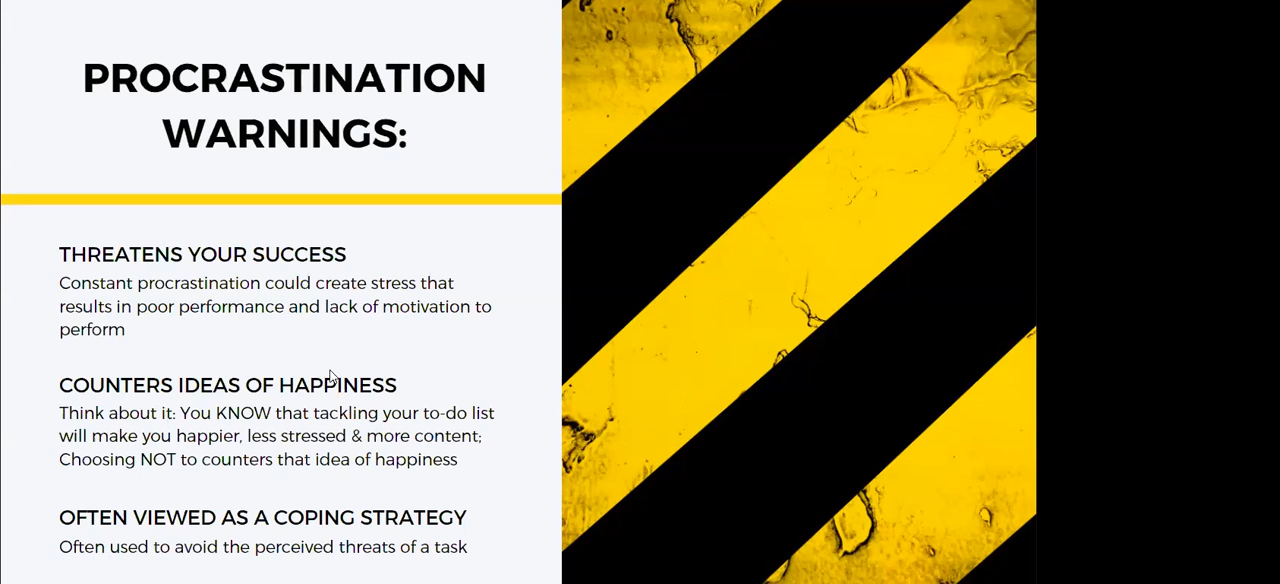 PROCRASTINATION
WARNINGS:
THREATENS YOUR SUCCESS
Constant procrastination could create stress that
results in poor performance and lack of motivation to
perform
COUNTERS IDEAS OF HAPPINESS
Think about it: You KNOW that tackling your to-do list
will make you happier, less stressed & more content;
Choosing NOT to counters that idea of happiness
OFTEN VIEWED AS A COPING STRATEGY
Often used to avoid the perceived threats of a task